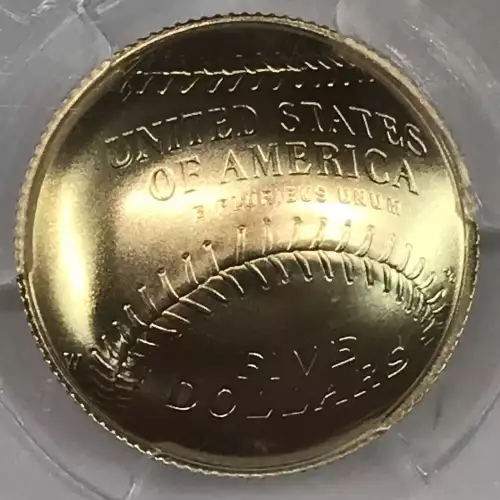 UNITED STATES
OF AMERICA
E PLURIBUS UNUM
W
FIVE
DOLLARS